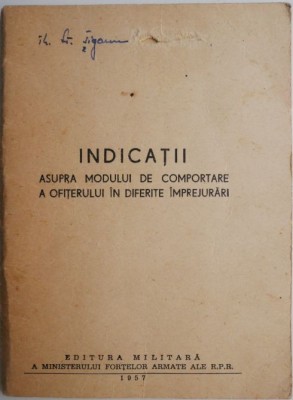 INDICAȚII
ASUPRA MODULUI DE COMPORTARE
A OFIȚERULUI ÎN DIFERITE ÎMPREJURĂRI
EDITURA MILITARĂ
A MINISTERULUI FORȚELOR ARMATE ALE R.P.R.
1957